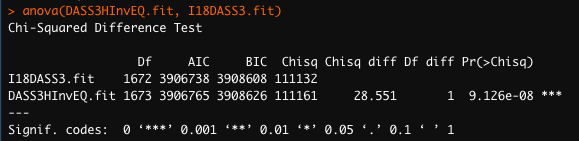 > anova(DASS3HInvEQ.fit, I18DASS3.fit)
Chi-Squared Difference Test
Df AIC BIC Chisq Chisq diff Df diff Pr(>Chisq)
I18DASS3.fit 1672 3906738 3908608 111132
DASS3HInvEQ.fit 1673 3906765 3908626 111161 28.551 1 9.126e-08 ***
---
Signif. codes: 0 ‘***’ 0.001 ‘**’ 0.01 ‘*’ 0.05 ‘.’ 0.1 ‘ ’ 1